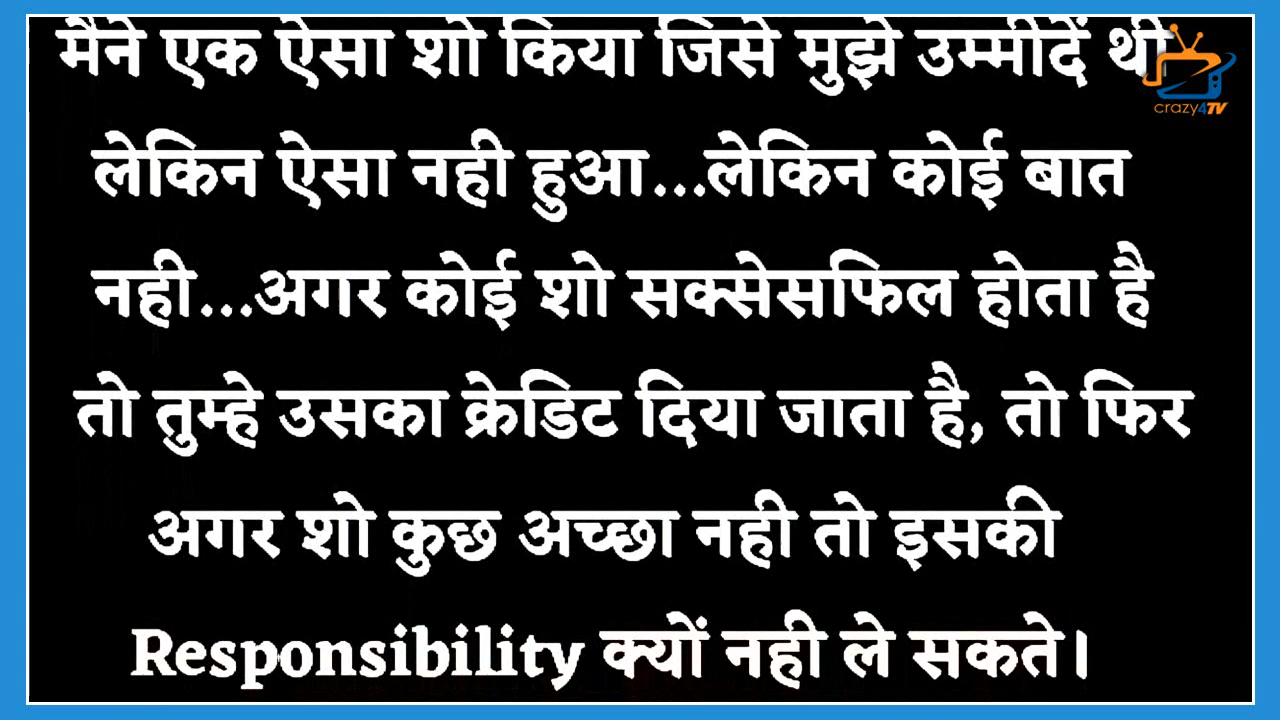 मैंने एक ऐसा शो किया जिसे मुझे उम्मीदें थी
crazy4TV
लेकिन ऐसा नही हुआ...लेकिन कोई बात
नही...अगर कोई शो सक्सेसफिल होता है
तो तुम्हे उसका क्रेडिट दिया जाता है, तो फिर
अगर शो कुछ अच्छा नही तो इसकी
Responsibility क्यों नही ले सकते।